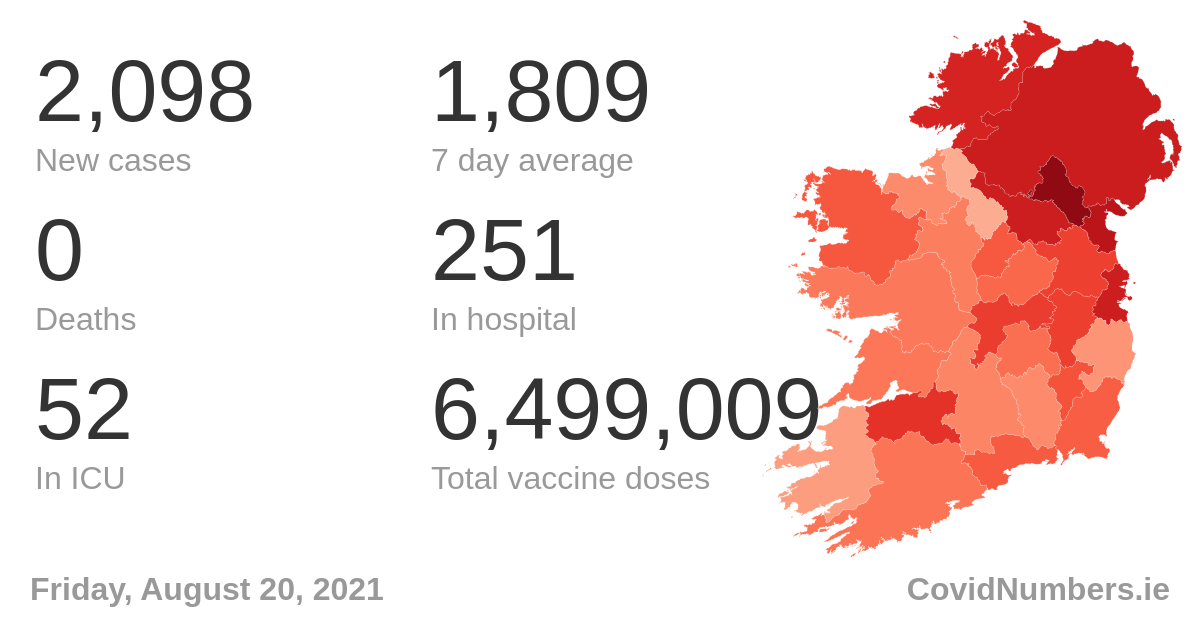 2,098
New cases
1,809
7 day average
0
Deaths
251
In hospital
52
In ICU
6,499,009
Total vaccine doses
Friday, August 20, 2021
CovidNumbers.ie